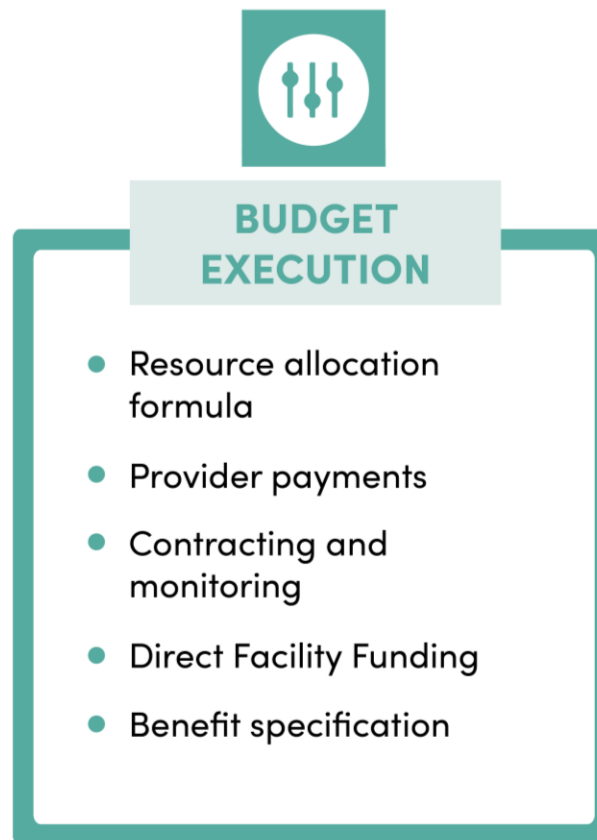 BUDGET
EXECUTION
Resource allocation
formula
Provider payments
Contracting and
monitoring
Direct Facility Funding
Benefit specification